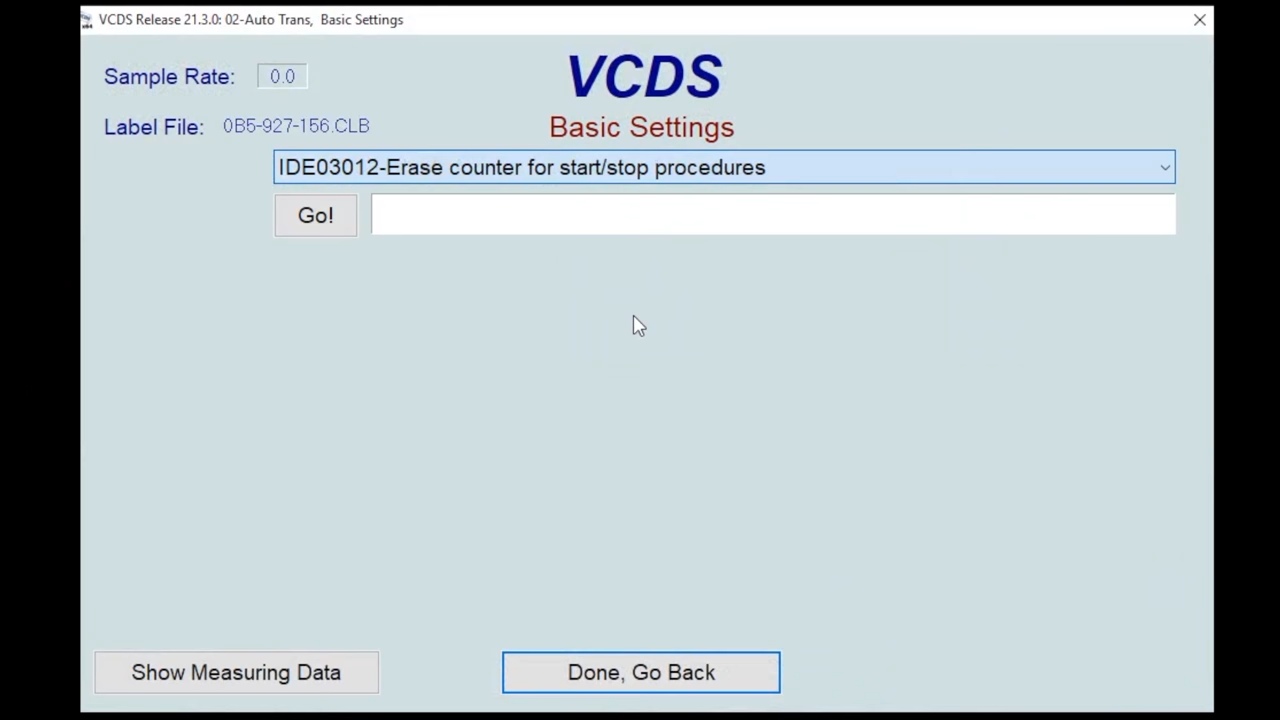 VCDS Release 21.3.0: 02-Auto Trans,  Basic Settings
Sample Rate: 0.0
VCDS
Label File: 0B5-927-156.CLB
Basic Settings
IDE03012-Erase counter for start/stop procedures
Go!
Show Measuring Data
Done, Go Back